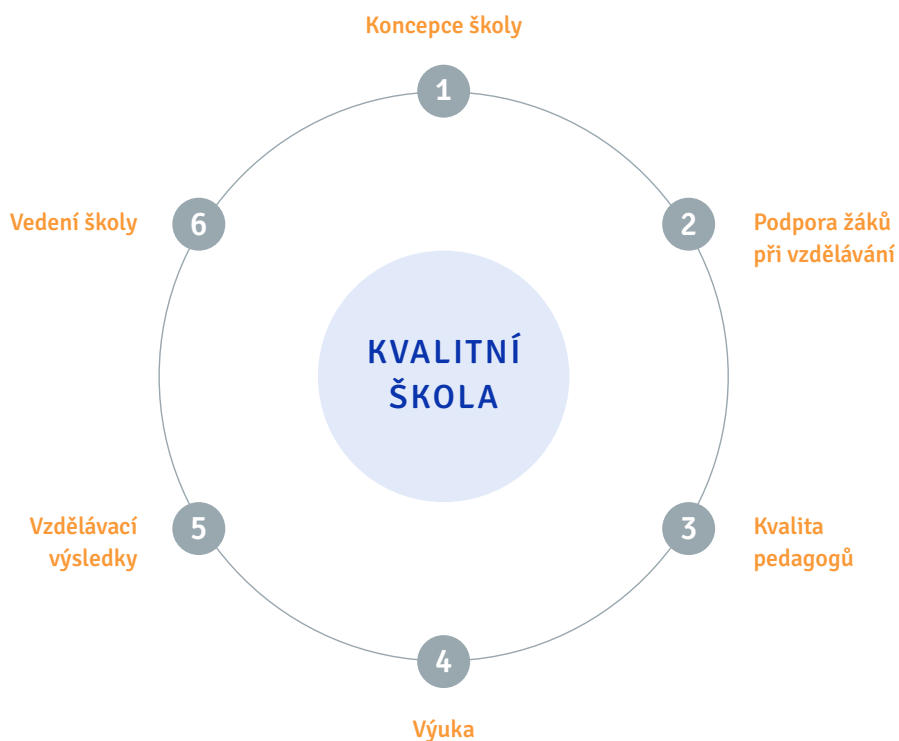 Koncepce školy
1
2
Podpora žáků
při vzdělávání
3
Kvalita
pedagogů
4
Výuka
5
Vzdělávací
výsledky
6
Vedení školy
KVALITNÍ
ŠKOLA